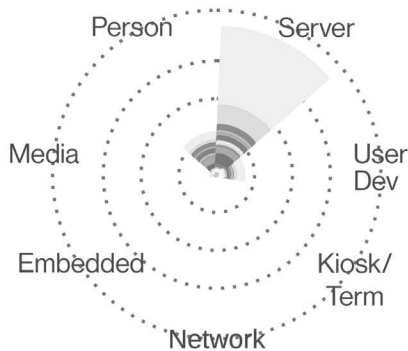 Person
Server
Media
User
Dev
Embedded
Kiosk/
Term
Network